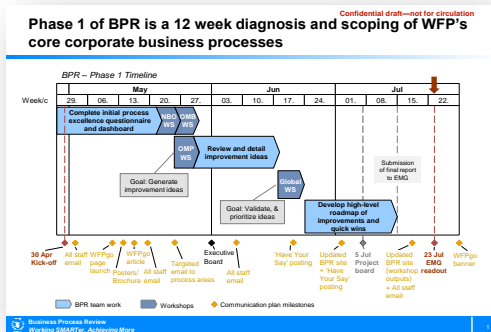 Confidential draft—not for circulation
Phase 1 of BPR is a 12 week diagnosis and scoping of WFP's
core corporate business processes
BPR – Phase 1 Timeline
May
Jun
Jul
Week/c
29.
06.
13.
20.
27.
03.
10.
17.
24.
01.
08.
15.
22.
Complete initial process
excellence questionnaire
and dashboard
NBO
WS
OMB
WS
OMP
WS
Review and detail
improvement ideas
Goal: Generate
improvement ideas
Global
WS
Goal: Validate, &
prioritize ideas
Submission
of final report
to EMG
Develop high-level
roadmap of
improvements and
quick wins
30 Apr
Kick-off
All staff
email
WFPgo
page
launch
Posters/
Brochure
WFPgo
article
All staff
email
Targeted
email to
process areas
Executive
Board
All staff
email
'Have Your
Say' posting
Updated
BPR site
+ 'Have
Your Say'
posting
5 Jul
Project
board
Updated
BPR site
(workshop
outputs)
+ All staff
email
23 Jul
EMG
readout
WFPgo
banner
BPR team work
Workshops
Communication plan milestones
Business Process Review
Working SMARTer, Achieving More